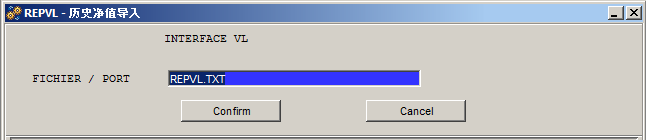 REPVL - 历史净值导入
INTERFACE VL
FICHIER / PORT REPVL.TXT
Confirm Cancel